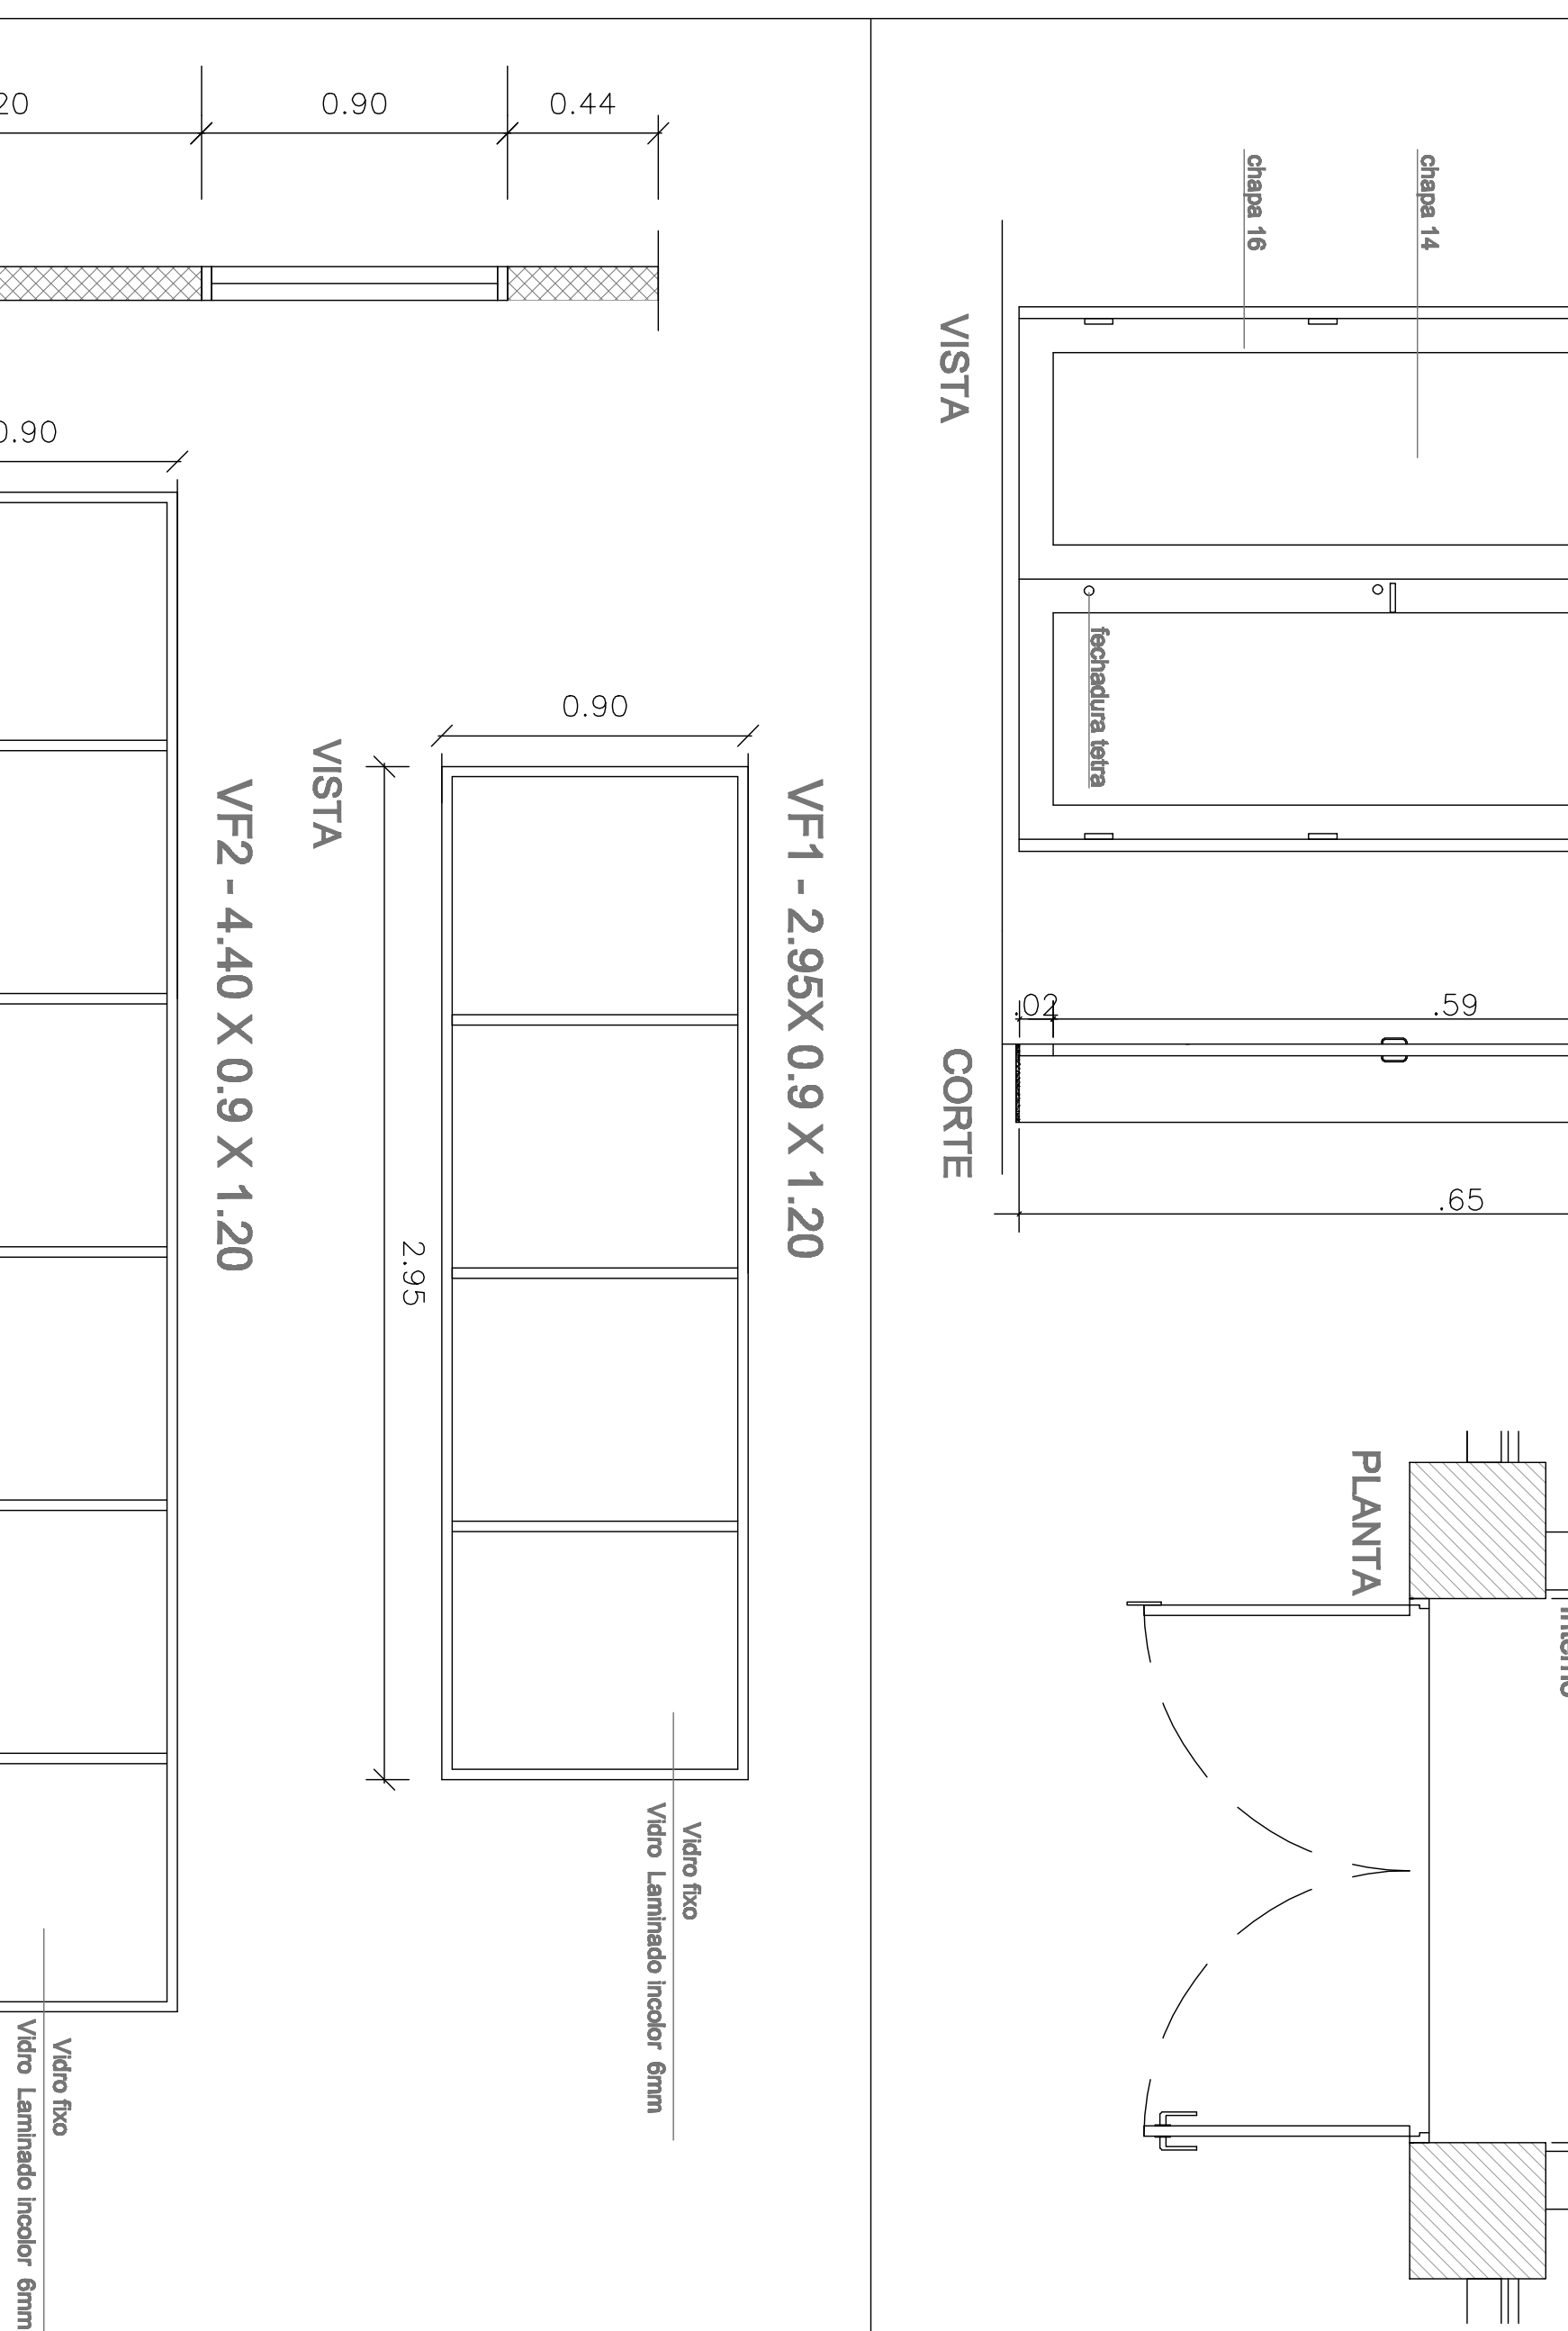 0.90
0.44
chapa 16
chapa 14
VISTA
fechadura tetra
.02
.59
CORTE
.65
PLANTA
VF1 - 2.95X 0.9 X 1.20
0.90
2.95
VISTA
Vidro fixo
Vidro Laminado incolor 6mm
VF2 - 4.40 X 0.9 X 1.20
Vidro fixo
Vidro Laminado incolor 6mm